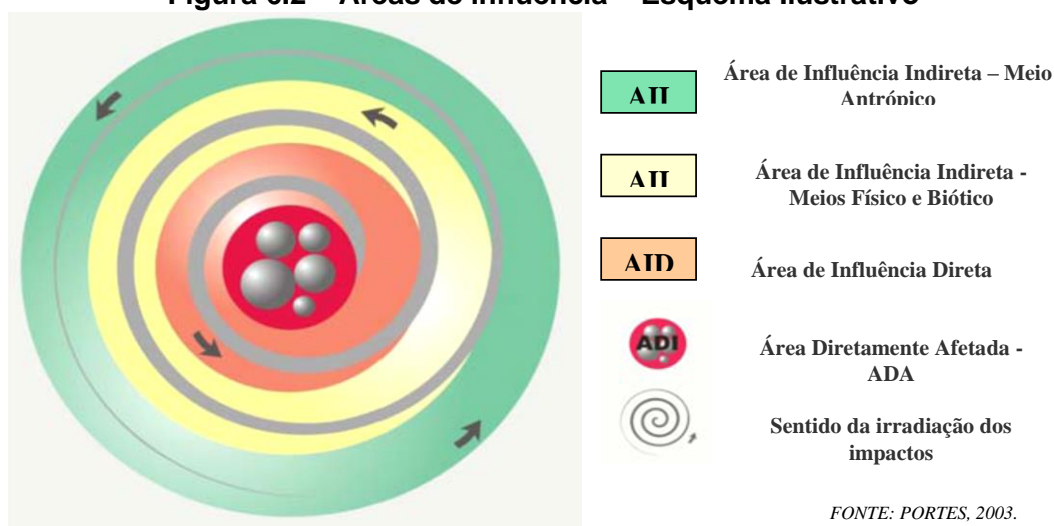 Figura 6.2 – Áreas de Influência – Esquema Ilustrativo
AII
Área de Influência Indireta – Meio
Antrópico
AII
Área de Influência Indireta -
Meios Físico e Biótico
AID
Área de Influência Direta
ADI
Área Diretamente Afetada -
ADA
Sentido da irradiação dos
impactos
FONTE: PORTES, 2003.